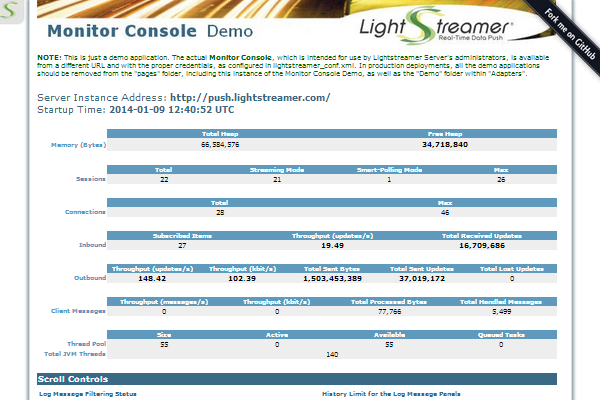 Monitor Console Demo
LightStreamer®
Real-Time Data Push
Fork me on GitHub
NOTE: This is just a demo application. The actual Monitor Console, which is intended for use by Lightstreamer Server's administrators, is available
from a different URL and with the proper credentials, as configured in lightstreamer_conf.xml. In production deployments, all the demo applications
should be removed from the "pages" folder, including this instance of the Monitor Console Demo, as well as the "Demo" folder within "Adapters".
Server Instance Address: http://push.lightstreamer.com/
Startup Time: 2014-01-09 12:40:52 UTC
Total Heap Free Heap
Memory (Bytes) 66,584,576 34,718,840
Total Streaming Mode Smart-Polling Mode Max
Sessions 22 21 1 26
Total Max
Connections 28 46
Subscribed Items Throughput (updates/s) Total Received Updates
Inbound 27 19.49 16,709,686
Throughput (updates/s) Throughput (kbit/s) Total Sent Bytes Total Sent Updates Total Lost Updates
Outbound 148.42 102.39 1,503,453,389 37,019,172 0
Throughput (messages/s) Throughput (kbit/s) Total Processed Bytes Total Handled Messages
Client Messages 0 0 77,766 5,499
Size Active Available Queued Tasks
Thread Pool 55 0 55 0
Total JVM Threads 140
Scroll Controls
Log Message Filtering Status History Limit for the Log Message Panels